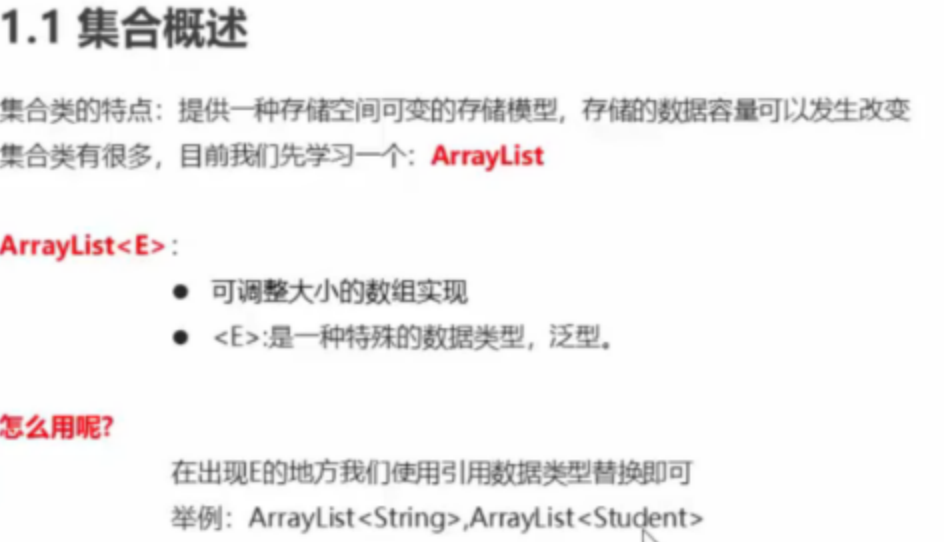 1.1 集合概述
集合类的特点：提供一种存储空间可变的存储模型，存储的数据容量可以发生改变
集合类有很多，目前我们先学习一个：ArrayList
ArrayList<E>：
● 可调整大小的数组实现
● <E>:是一种特殊的数据类型，泛型。
怎么用呢?
在出现E的地方我们使用引用数据类型替换即可
举例：ArrayList<String>,ArrayList<Student>